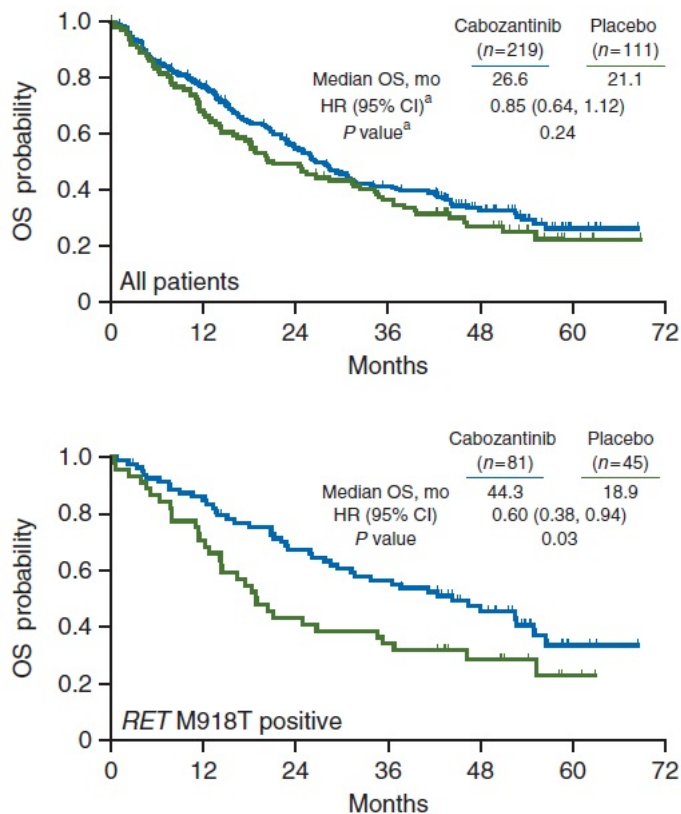 Cabozantinib Placebo
(n=219) (n=111)
Median OS, mo 26.6 21.1
HR (95% CI)a 0.85 (0.64, 1.12)
P valuea 0.24
1.0
0.8
0.6
0.4
0.2
0
OS probability
All patients
0 12 24 36 48 60 72
Months
Cabozantinib Placebo
(n=81) (n=45)
Median OS, mo 44.3 18.9
HR (95% CI) 0.60 (0.38, 0.94)
P value 0.03
1.0
0.8
0.6
0.4
0.2
0
OS probability
RET M918T positive
0 12 24 36 48 60 72
Months